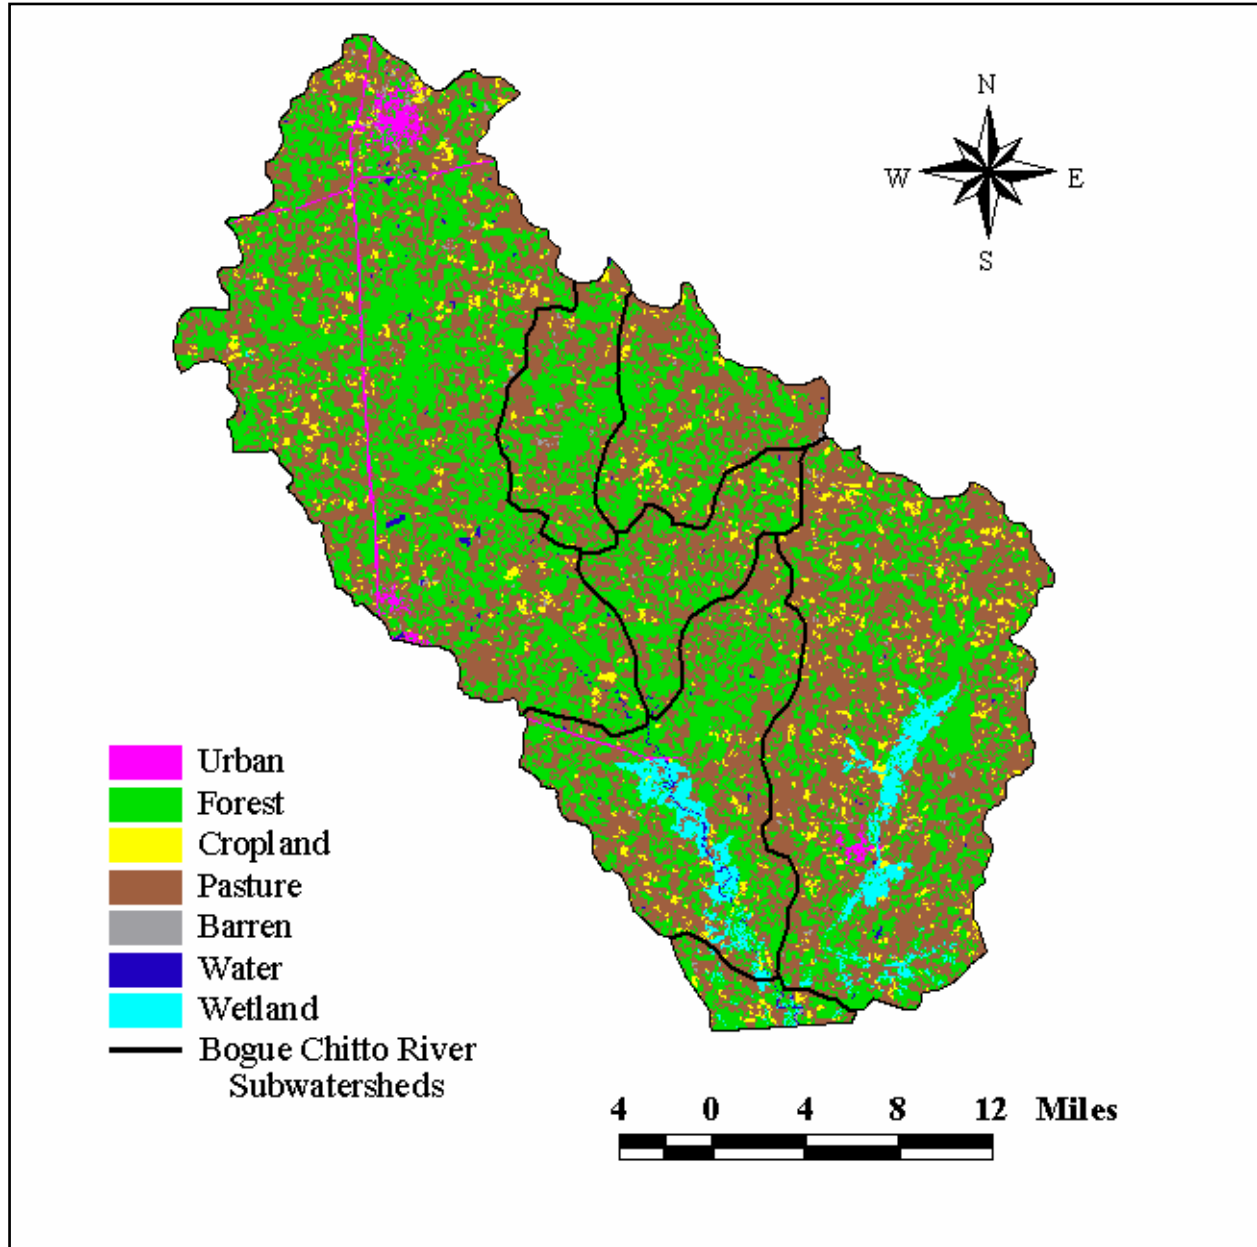 N
W E
S
Urban
Forest
Cropland
Pasture
Barren
Water
Wetland
Bogue Chitto River
Subwatersheds
4 0 4 8 12 Miles